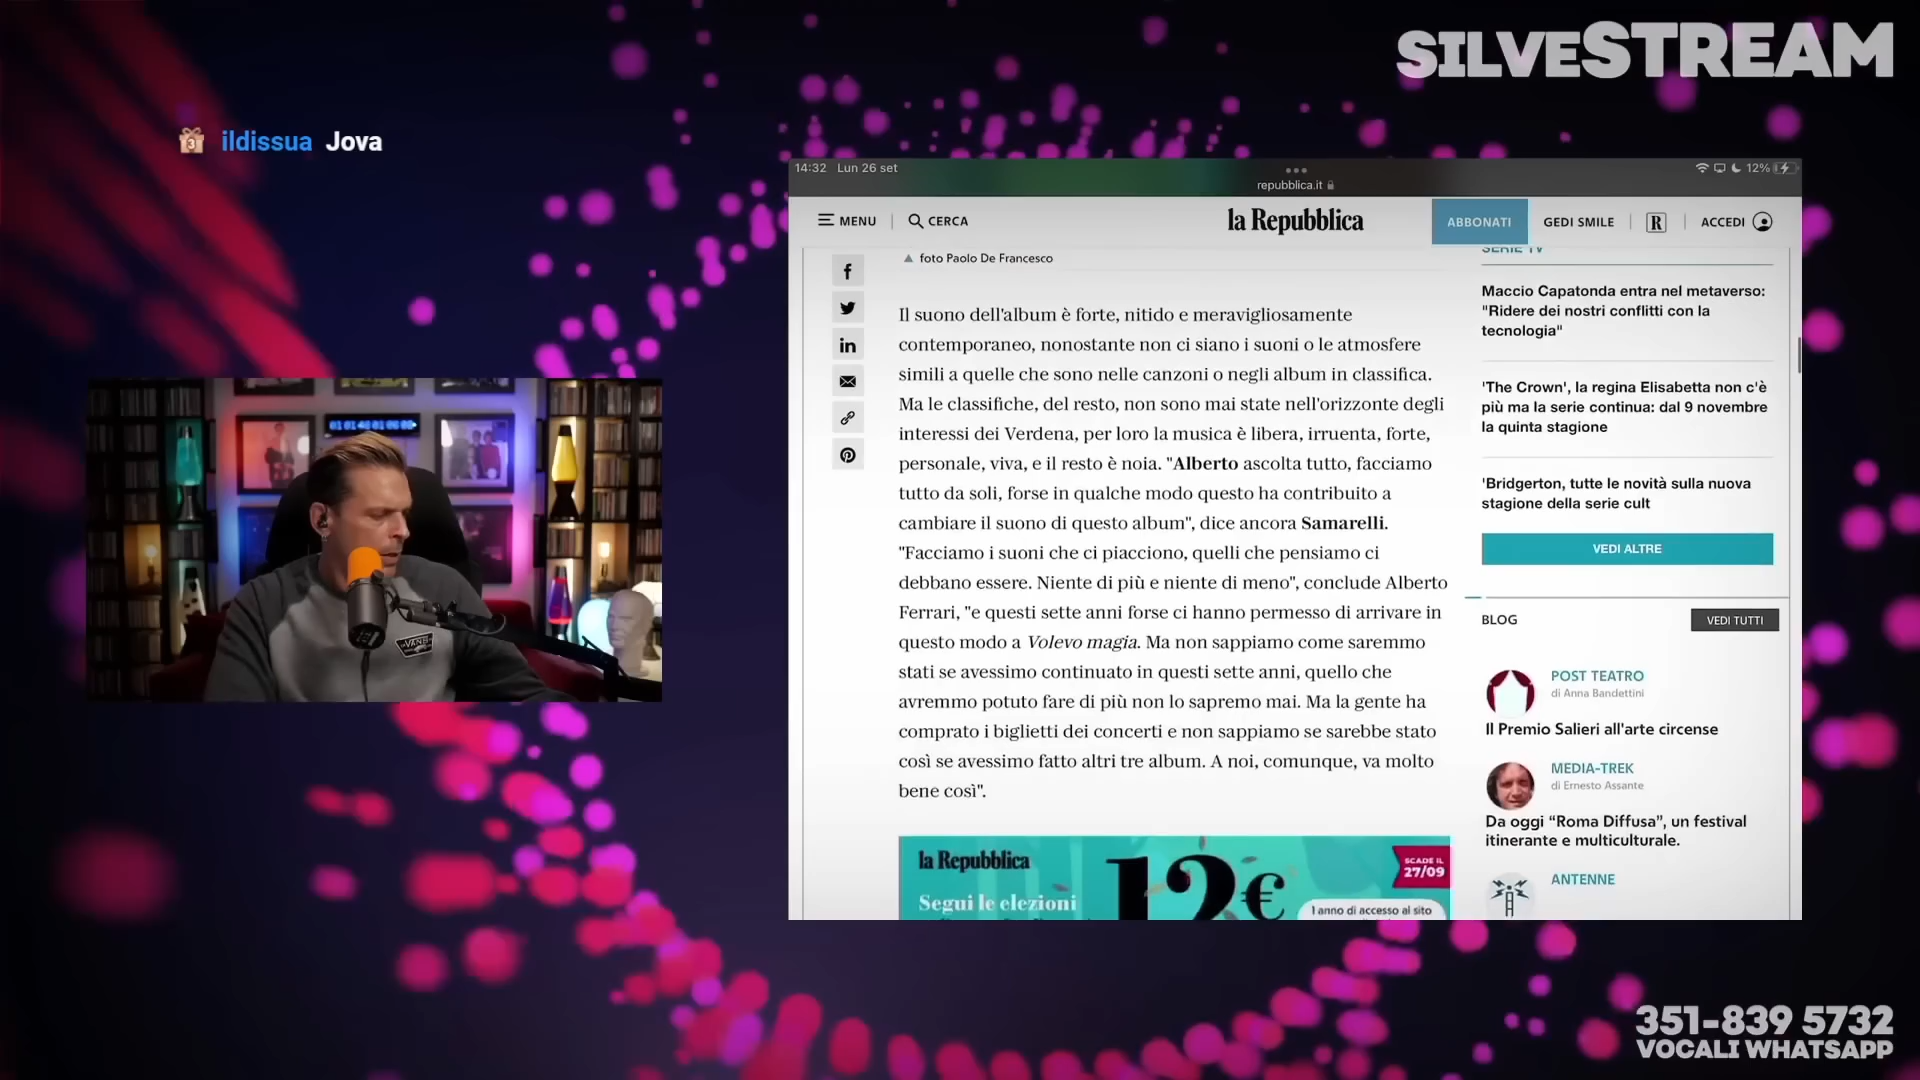 SILVESTREAM
ildissua Jova
14:32 Lun 26 set
12%
repubblica.it
MENU
CERCA
la Repubblica
ABBONATI
GEDI SMILE
R
ACCEDI
foto Paolo De Francesco
Il suono dell'album è forte, nitido e meravigliosamente
contemporaneo, nonostante non ci siano i suoni o le atmosfere
simili a quelle che sono nelle canzoni o negli album in classifica.
Ma le classifiche, del resto, non sono mai state nell'orizzonte degli
interessi dei Verdena, per loro la musica è libera, irruenta, forte,
personale, viva, e il resto è noia. "Alberto ascolta tutto, facciamo
tutto da soli, forse in qualche modo questo ha contribuito a
cambiare il suono di questo album", dice ancora Samarelli.
"Facciamo i suoni che ci piacciono, quelli che pensiamo ci
debbano essere. Niente di più e niente di meno", conclude Alberto
Ferrari, "e questi sette anni forse ci hanno permesso di arrivare in
questo modo a Volevo magia. Ma non sappiamo come saremmo
stati se avessimo continuato in questi sette anni, quello che
avremmo potuto fare di più non lo sapremo mai. Ma la gente ha
comprato i biglietti dei concerti e non sappiamo se sarebbe stato
così se avessimo fatto altri tre album. A noi, comunque, va molto
bene così".
la Repubblica
Segui le elezioni
12€
SCADE IL
27/09
1 anno di accesso al sito
SERIE TV
Maccio Capatonda entra nel metaverso:
"Ridere dei nostri conflitti con la
tecnologia"
'The Crown', la regina Elisabetta non c'è
più ma la serie continua: dal 9 novembre
la quinta stagione
'Bridgerton, tutte le novità sulla nuova
stagione della serie cult
VEDI ALTRE
BLOG
VEDI TUTTI
POST TEATRO
di Anna Bandettini
Il Premio Salieri all'arte circense
MEDIA-TREK
di Ernesto Assante
Da oggi “Roma Diffusa”, un festival
itinerante e multiculturale.
ANTENNE
VANS
351-839 5732
VOCALI WHATSAPP